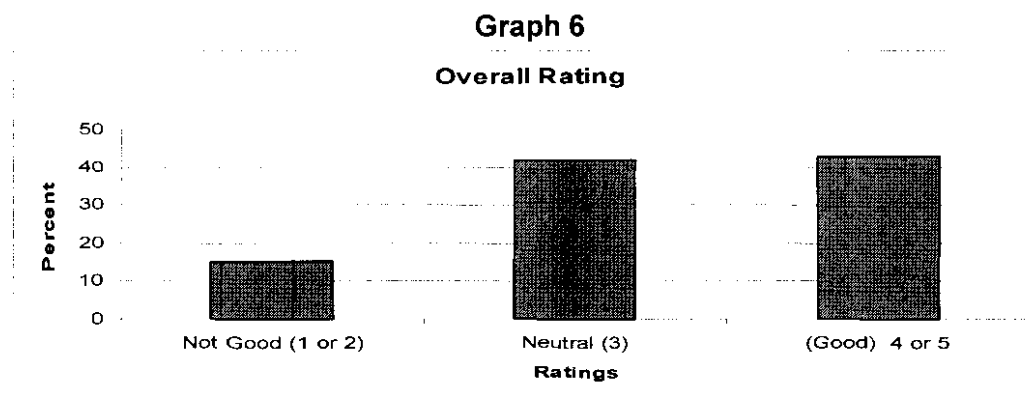 Graph 6
Overall Rating
50
40
30
20
10
0
Percent
Not Good (1 or 2)
Neutral (3)
(Good) 4 or 5
Ratings